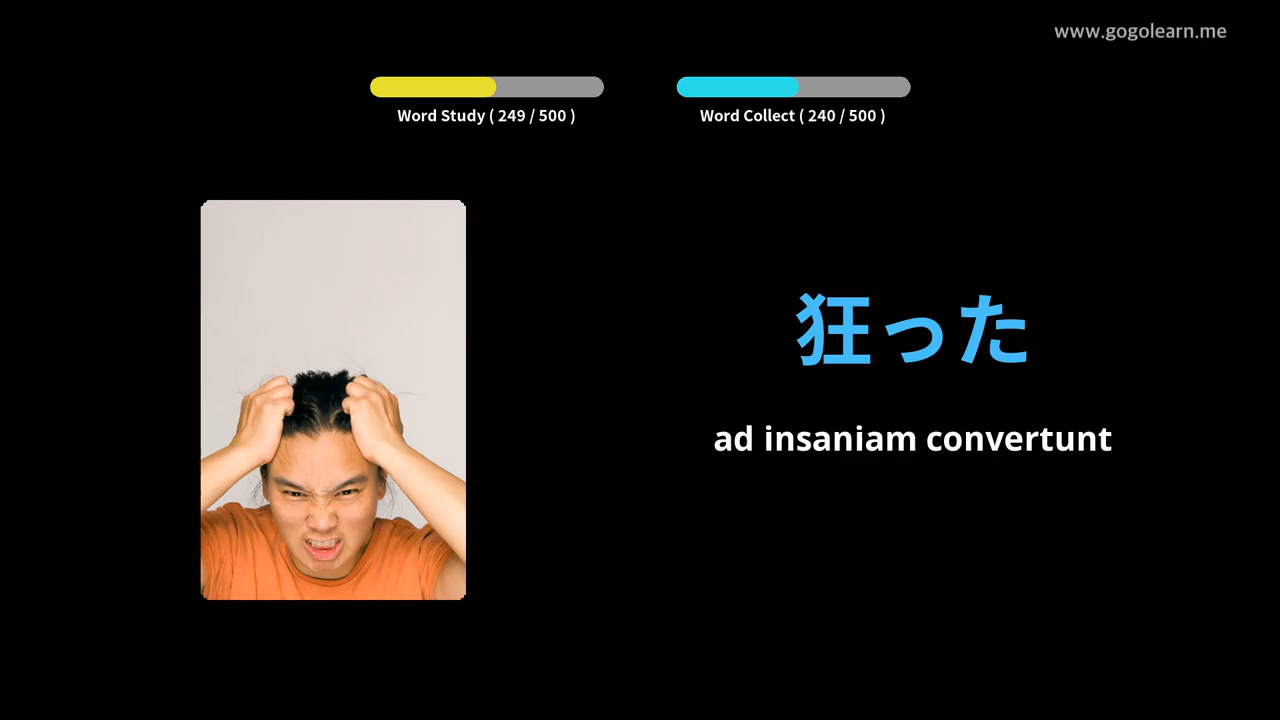 www.gogolearn.me
Word Study ( 249 / 500 )
Word Collect ( 240 / 500 )
狂った
ad insaniam convertunt